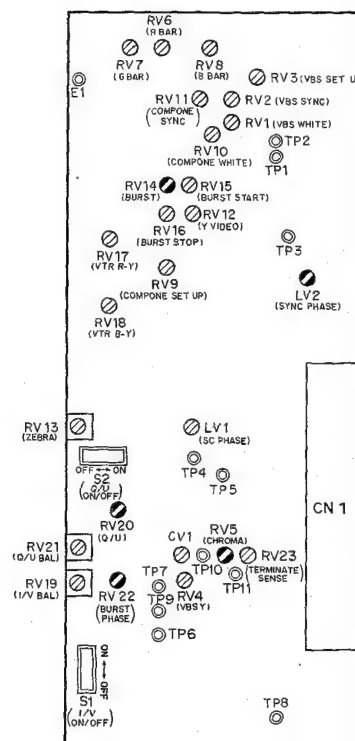 RV6
(R BAR)
RV7
(G BAR)
RV8
(B BAR)
E1
RV3 (VBS SET U
RV11
(COMPONE
SYNC)
RV2 (VBS SYNC)
RV1 (VBS WHITE)
RV10
(COMPONE WHITE)
TP2
TP1
RV14
(BURST)
RV15
(BURST START)
RV16
(BURST STOP)
RV12
(Y VIDEO)
RV17
(VTR R-Y)
TP3
RV9
(COMPONE SET UP)
LV2
(SYNC PHASE)
RV18
(VTR B-Y)
RV13
(ZEBRA)
LV1
(SC PHASE)
OFF ↔ ON
S2
(Q/U
ON/OFF)
TP4
TP5
CN 1
RV20
(Q/U)
RV21
(Q/U BAL)
CV1
TP10
RV5
(CHROMA)
RV23
(TERMINATE
SENSE)
RV19
(I/V BAL)
RV22
(BURST
PHASE)
TP7
TP9
RV4
(VBS Y)
TP11
TP6
ON ↔ OFF
S1
(I/V
ON/OFF)
TP8